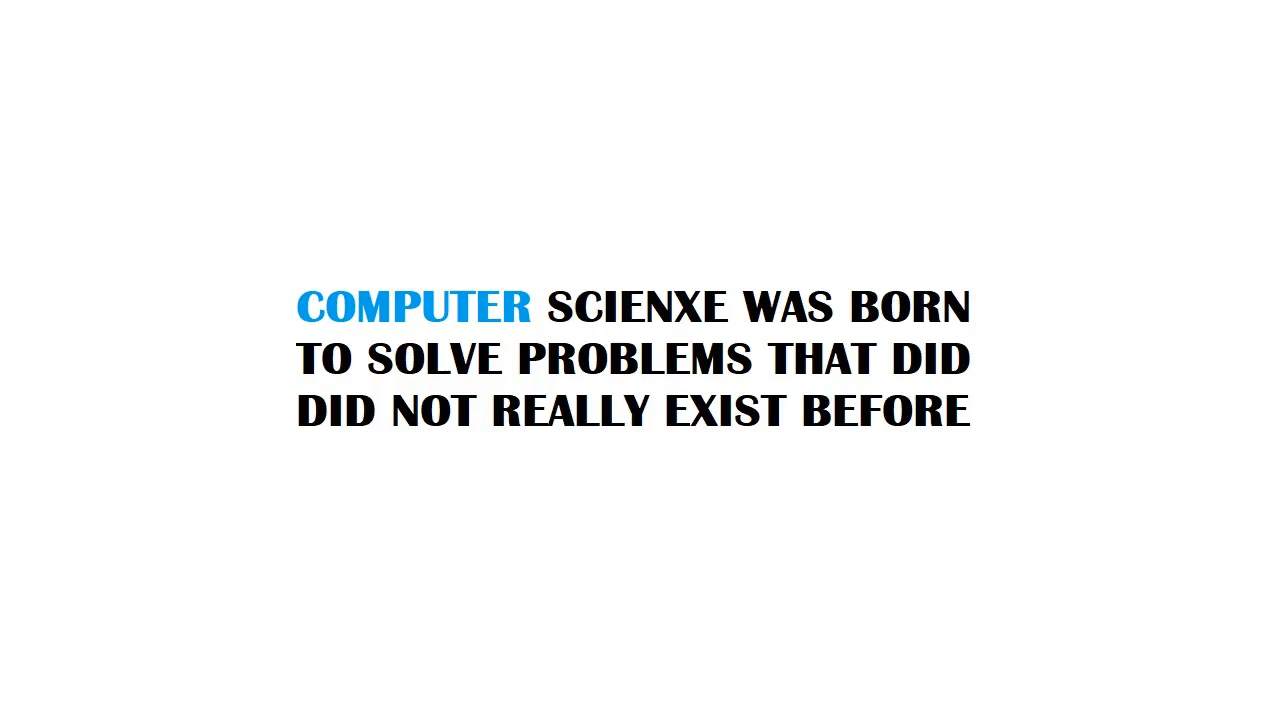 COMPUTER SCIENXE WAS BORN
TO SOLVE PROBLEMS THAT DID
DID NOT REALLY EXIST BEFORE